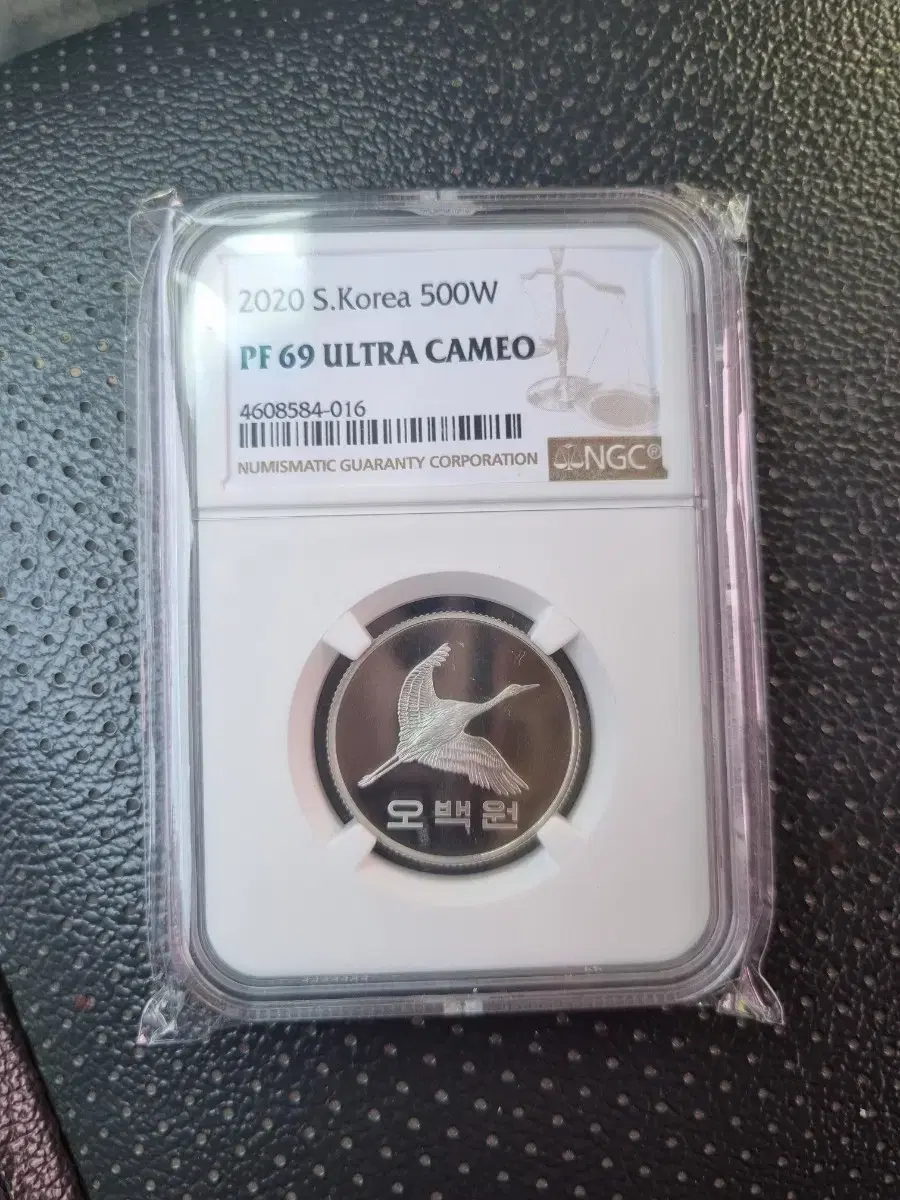 2020 S.Korea 500W
PF 69 ULTRA CAMEO
4608584-016
NUMISMATIC GUARANTY CORPORATION
NGC®
오백원